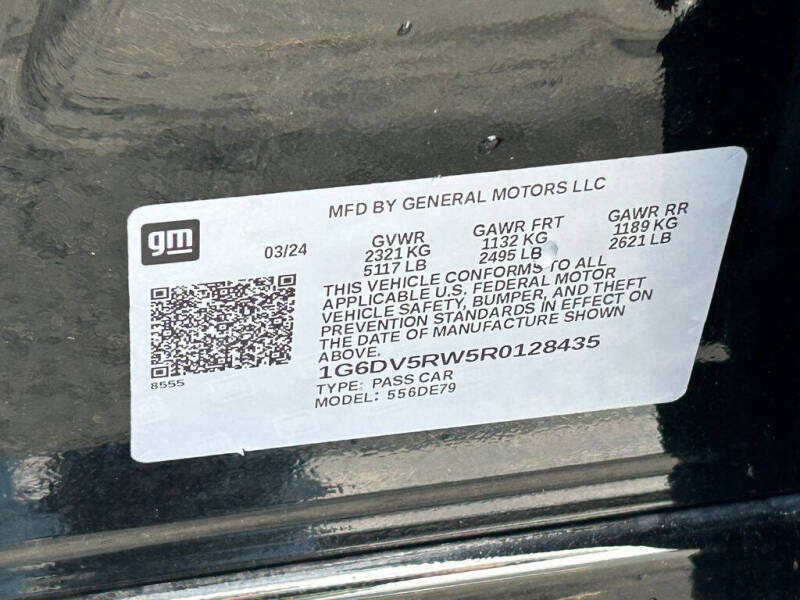 MFD BY GENERAL MOTORS LLC
gm
03/24
GVWR
2321 KG
5117 LB
GAWR FRT
1132 KG
2495 LB
GAWR RR
1189 KG
2621 LB
THIS VEHICLE CONFORMS TO ALL
APPLICABLE U.S. FEDERAL MOTOR
VEHICLE SAFETY, BUMPER, AND THEFT
PREVENTION STANDARDS IN EFFECT ON
THE DATE OF MANUFACTURE SHOWN
ABOVE.
1G6DV5RW5R0128435
TYPE: PASS CAR
MODEL: 556DE79
8555